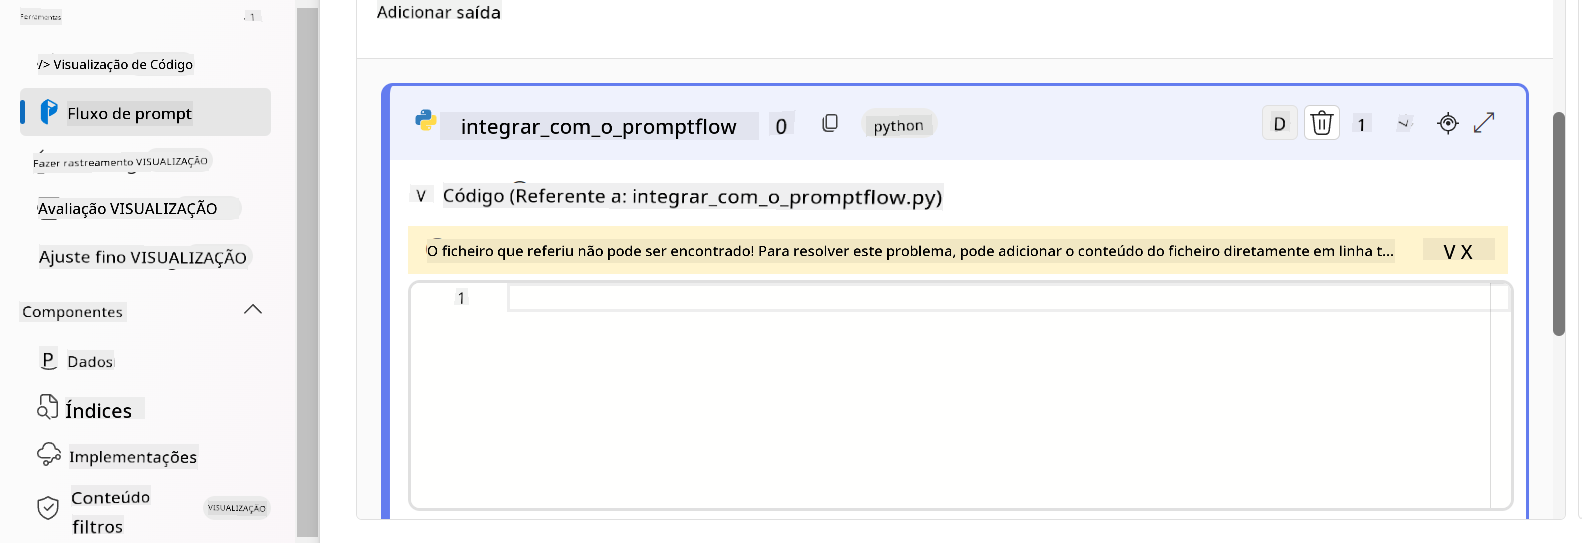 Ferramentas
1
/> Visualização de Código
Fluxo de prompt
Fazer rastreamento VISUALIZAÇÃO
Avaliação VISUALIZAÇÃO
Ajuste fino VISUALIZAÇÃO
Componentes
P Dados
Índices
Implementações
Conteúdo
filtros
VISUALIZAÇÃO
Adicionar saída
integrar_com_o_promptflow 0 python D 1
V Código (Referente a: integrar_com_o_promptflow.py)
O ficheiro que referiu não pode ser encontrado! Para resolver este problema, pode adicionar o conteúdo do ficheiro diretamente em linha t... V X
1